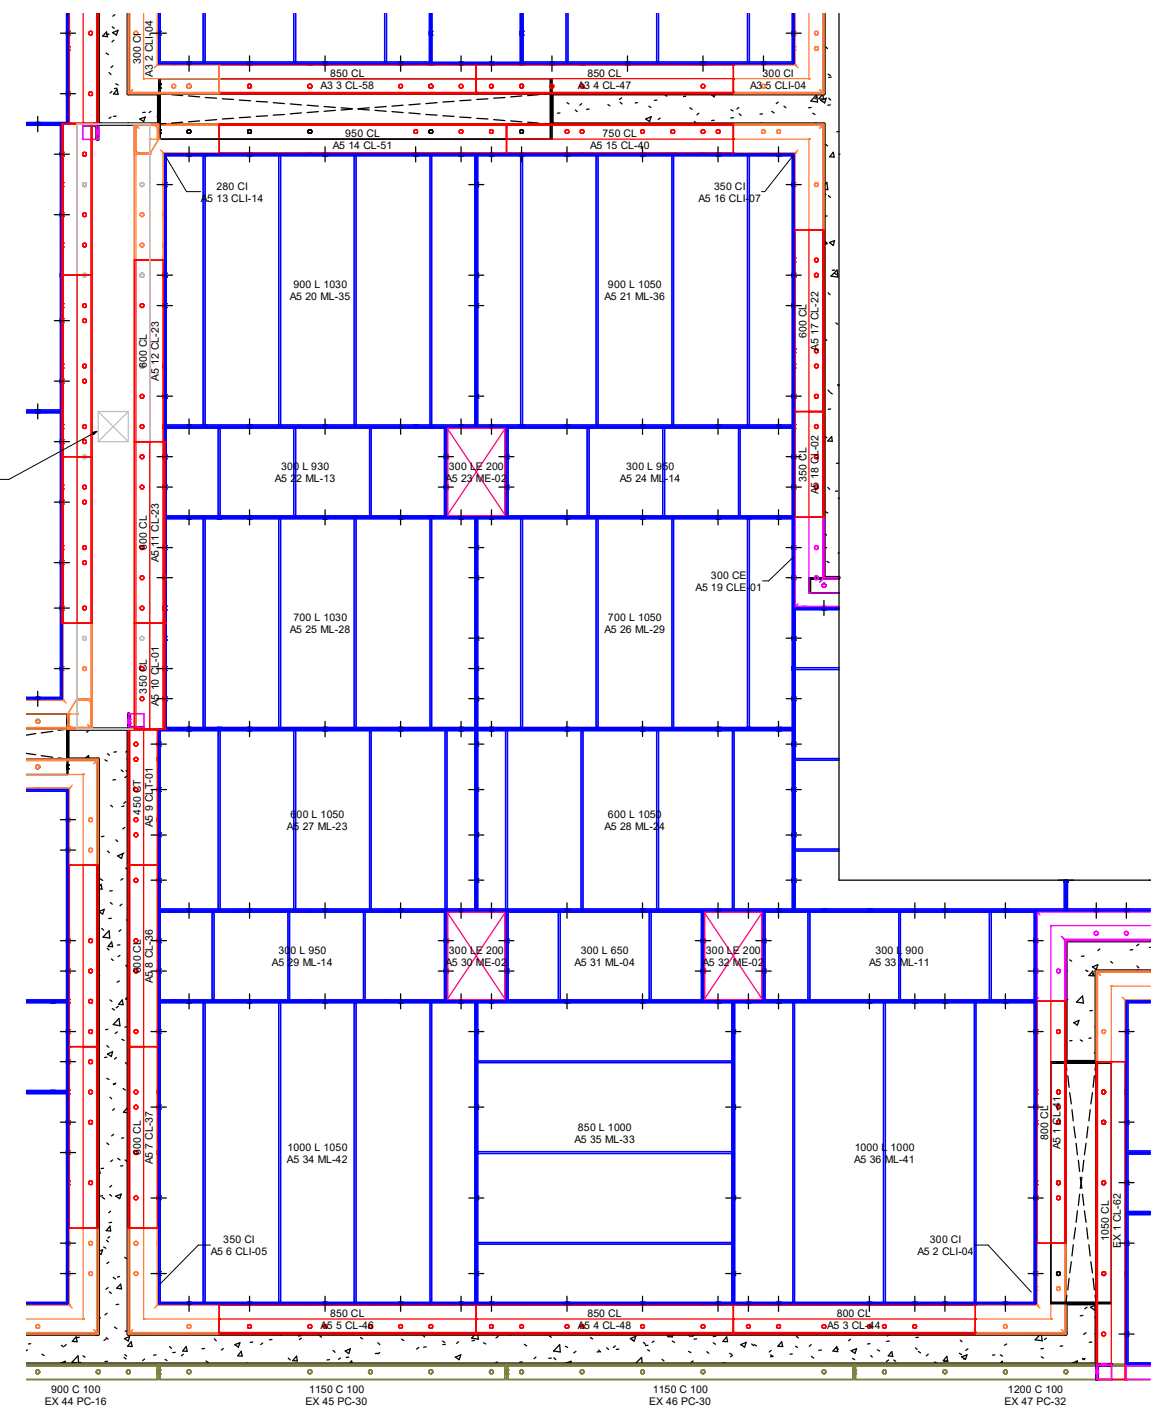 300 CI
A3 2 CLI-04
850 CL
A3 3 CL-58
850 CL
A3 4 CL-47
300 CI
A3 5 CLI-04
950 CL
A5 14 CL-51
750 CL
A5 15 CL-40
280 CI
A5 13 CLI-14
350 CI
A5 16 CLI-07
900 L 1030
A5 20 ML-35
900 L 1050
A5 21 ML-36
600 CL
A5 12 CL-23
600 CL
A5 17 CL-22
300 L 930
A5 22 ML-13
300 LE 200
A5 23 ME-02
300 L 950
A5 24 ML-14
350 CL
A5 18 CL-02
600 CL
A5 11 CL-23
300 CE
A5 19 CLE-01
700 L 1030
A5 25 ML-28
700 L 1050
A5 26 ML-29
350 CL
A5 10 CL-01
450 CT
A5 9 CLT-01
600 L 1050
A5 27 ML-23
600 L 1050
A5 28 ML-24
600 CL
A5 8 CL-36
300 L 950
A5 29 ML-14
300 LE 200
A5 30 ME-02
300 L 650
A5 31 ML-04
300 LE 200
A5 32 ME-02
300 L 900
A5 33 ML-11
600 CL
A5 7 CL-37
1000 L 1050
A5 34 ML-42
850 L 1000
A5 35 ML-33
1000 L 1000
A5 36 ML-41
800 CL
A5 1 CL-41
1050 CL
EX 1 CL-62
350 CI
A5 6 CLI-05
300 CI
A5 2 CLI-04
850 CL
A5 5 CL-46
850 CL
A5 4 CL-48
800 CL
A5 3 CL-44
900 C 100
EX 44 PC-16
1150 C 100
EX 45 PC-30
1150 C 100
EX 46 PC-30
1200 C 100
EX 47 PC-32